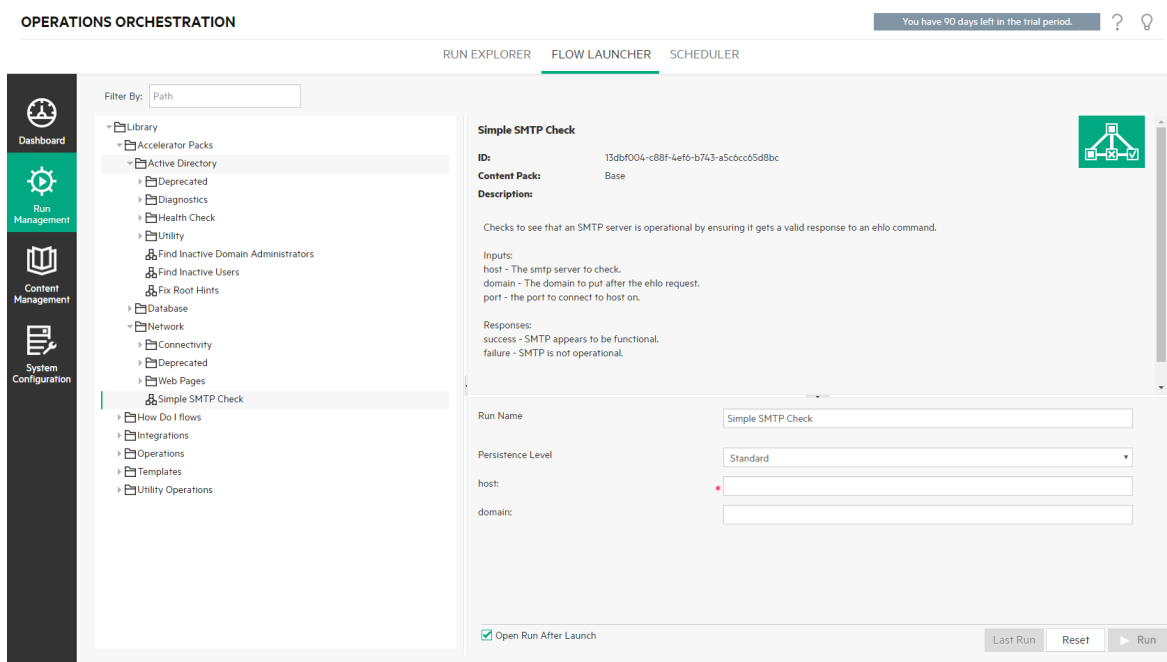 OPERATIONS ORCHESTRATION
You have 90 days left in the trial period.
RUN EXPLORER FLOW LAUNCHER SCHEDULER
Dashboard
Run
Management
Content
Management
System
Configuration
Filter By: Path
Library
Accelerator Packs
Active Directory
Deprecated
Diagnostics
Health Check
Utility
Find Inactive Domain Administrators
Find Inactive Users
Fix Root Hints
Database
Network
Connectivity
Deprecated
Web Pages
Simple SMTP Check
How Do I flows
Integrations
Operations
Templates
Utility Operations
Simple SMTP Check
ID: 13dbf004-c88f-4ef6-b743-a5c6cc65d8bc
Content Pack: Base
Description:
Checks to see that an SMTP server is operational by ensuring it gets a valid response to an ehlo command.
Inputs:
host - The smtp server to check.
domain - The domain to put after the ehlo request.
port - the port to connect to host on.
Responses:
success - SMTP appears to be functional.
failure - SMTP is not operational.
Run Name Simple SMTP Check
Persistence Level Standard
host: *
domain:
Open Run After Launch
Last Run Reset Run